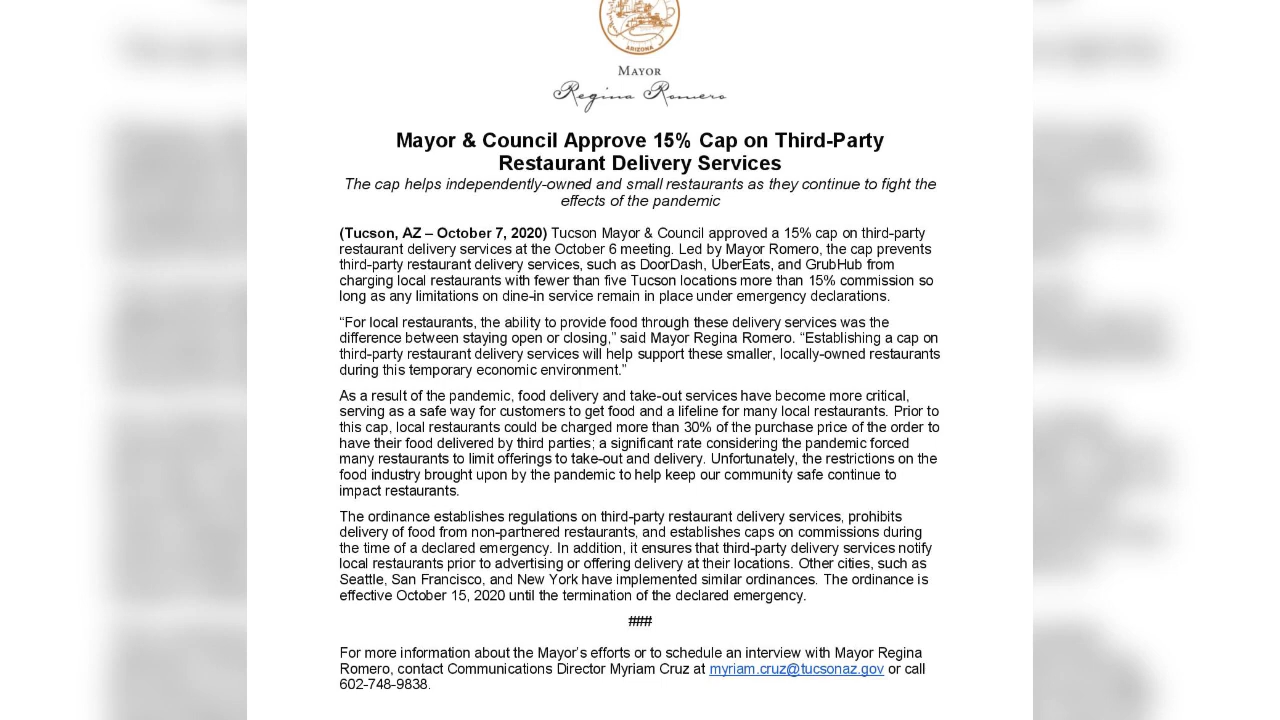 ARIZONA
MAYOR
Regina Romero
Mayor & Council Approve 15% Cap on Third-Party
Restaurant Delivery Services
The cap helps independently-owned and small restaurants as they continue to fight the
effects of the pandemic
(Tucson, AZ – October 7, 2020) Tucson Mayor & Council approved a 15% cap on third-party
restaurant delivery services at the October 6 meeting. Led by Mayor Romero, the cap prevents
third-party restaurant delivery services, such as DoorDash, UberEats, and GrubHub from
charging local restaurants with fewer than five Tucson locations more than 15% commission so
long as any limitations on dine-in service remain in place under emergency declarations.
“For local restaurants, the ability to provide food through these delivery services was the
difference between staying open or closing,” said Mayor Regina Romero. “Establishing a cap on
third-party restaurant delivery services will help support these smaller, locally-owned restaurants
during this temporary economic environment.”
As a result of the pandemic, food delivery and take-out services have become more critical,
serving as a safe way for customers to get food and a lifeline for many local restaurants. Prior to
this cap, local restaurants could be charged more than 30% of the purchase price of the order to
have their food delivered by third parties; a significant rate considering the pandemic forced
many restaurants to limit offerings to take-out and delivery. Unfortunately, the restrictions on the
food industry brought upon by the pandemic to help keep our community safe continue to
impact restaurants.
The ordinance establishes regulations on third-party restaurant delivery services, prohibits
delivery of food from non-partnered restaurants, and establishes caps on commissions during
the time of a declared emergency. In addition, it ensures that third-party delivery services notify
local restaurants prior to advertising or offering delivery at their locations. Other cities, such as
Seattle, San Francisco, and New York have implemented similar ordinances. The ordinance is
effective October 15, 2020 until the termination of the declared emergency.
###
For more information about the Mayor’s efforts or to schedule an interview with Mayor Regina
Romero, contact Communications Director Myriam Cruz at myriam.cruz@tucsonaz.gov or call
602-748-9838.